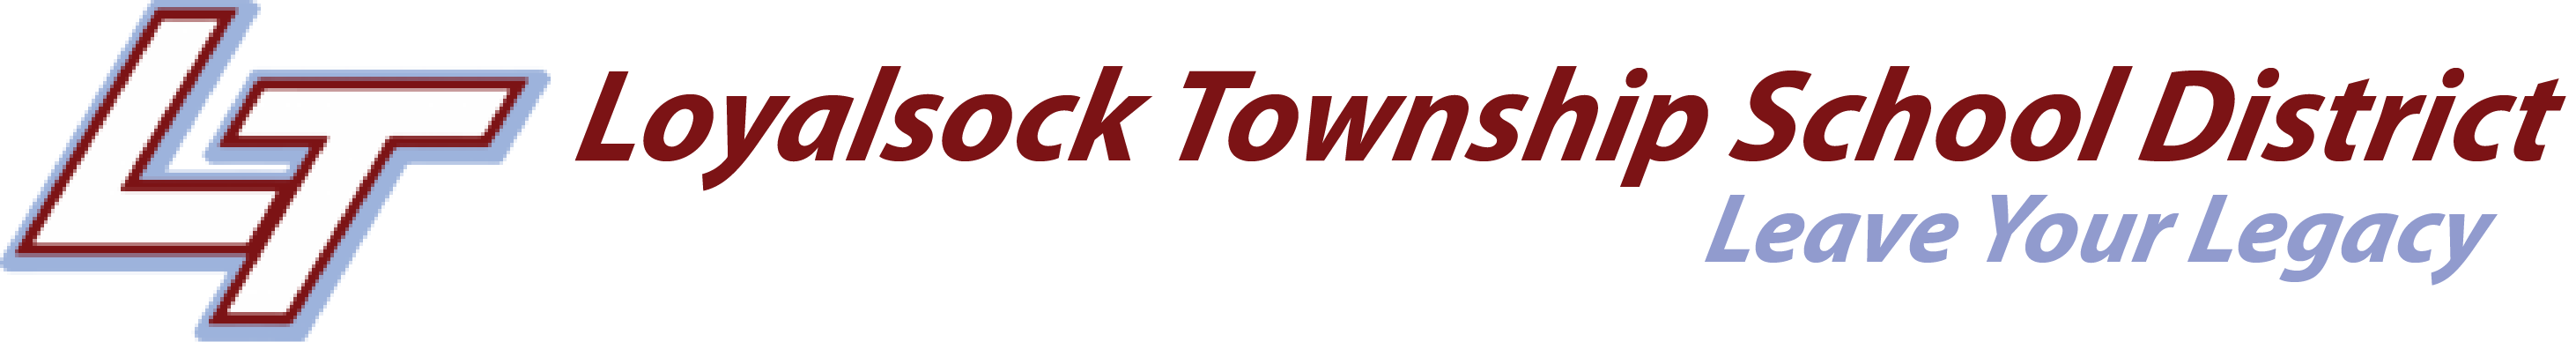 LT
Loyalsock Township School District
Leave Your Legacy